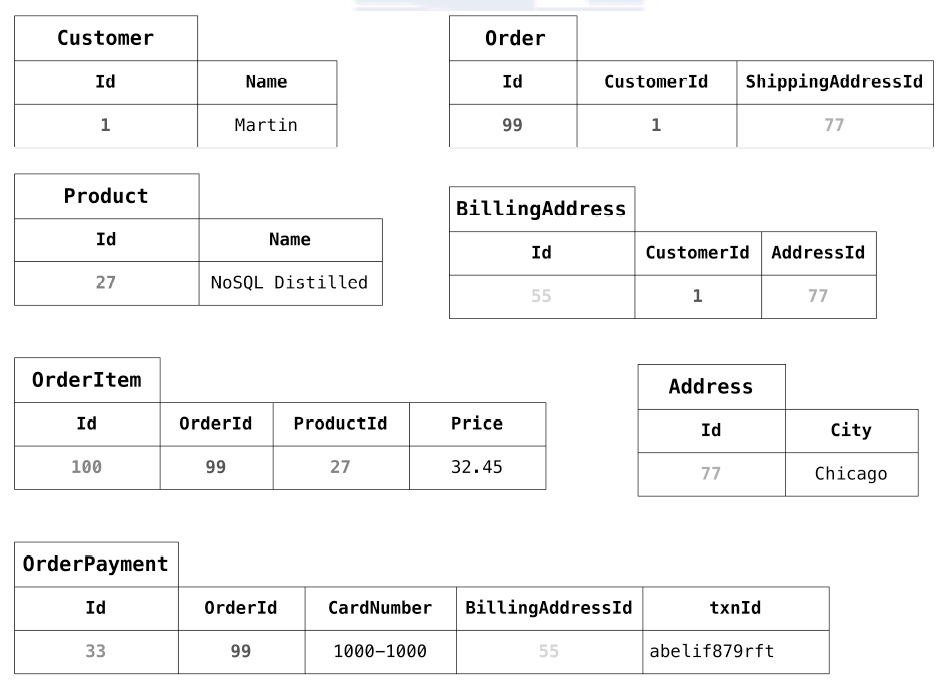 Customer
Id Name
1 Martin
Order
Id CustomerId ShippingAddressId
99 1 77
Product
Id Name
27 NoSQL Distilled
BillingAddress
Id CustomerId AddressId
55 1 77
OrderItem
Id OrderId ProductId Price
100 99 27 32.45
Address
Id City
77 Chicago
OrderPayment
Id OrderId CardNumber BillingAddressId txnId
33 99 1000-1000 55 abelif879rft